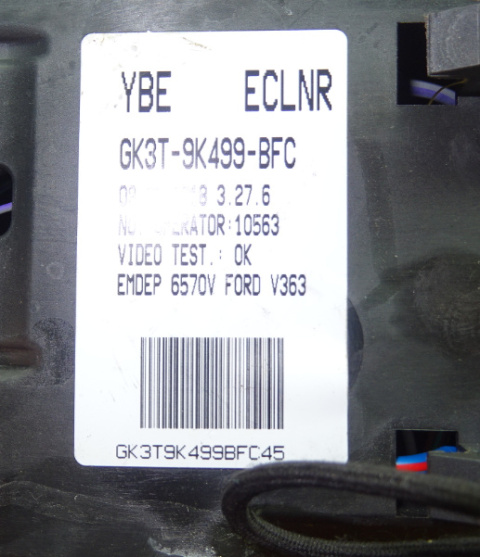 YBE ECLNR
GK3T-9K499-BFC
3.27.6
OPERATOR:10563
VIDEO TEST.: OK
EMDEP 6570V FORD V363
GK3T9K499BFC45